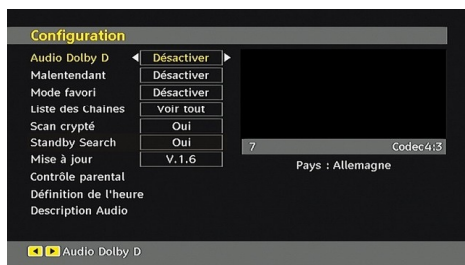 Configuration
Audio Dolby D Désactiver
Malentendant Désactiver
Mode favori Désactiver
Liste des Chaines Voir tout
Scan crypté Oui
Standby Search Oui
Mise à jour V.1.6
Contrôle parental
Définition de l'heure
Description Audio
7 Codec4:3
Pays : Allemagne
Audio Dolby D